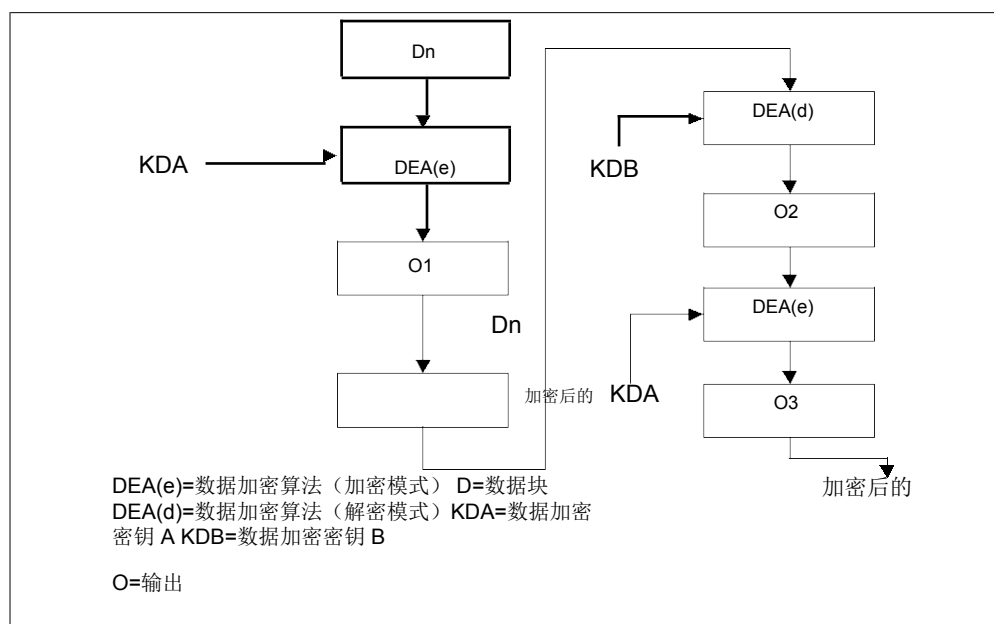 Dn
KDA
DEA(e)
O1
Dn
加密后的 KDA
DEA(d)
KDB
O2
DEA(e)
O3
加密后的
DEA(e)=数据加密算法（加密模式） D=数据块
DEA(d)=数据加密算法（解密模式）KDA=数据加密
密钥 A KDB=数据加密密钥 B
O=输出